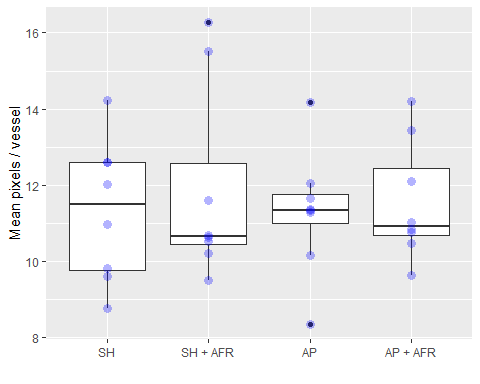 Mean pixels / vessel
16
14
12
10
8
SH
SH + AFR
AP
AP + AFR